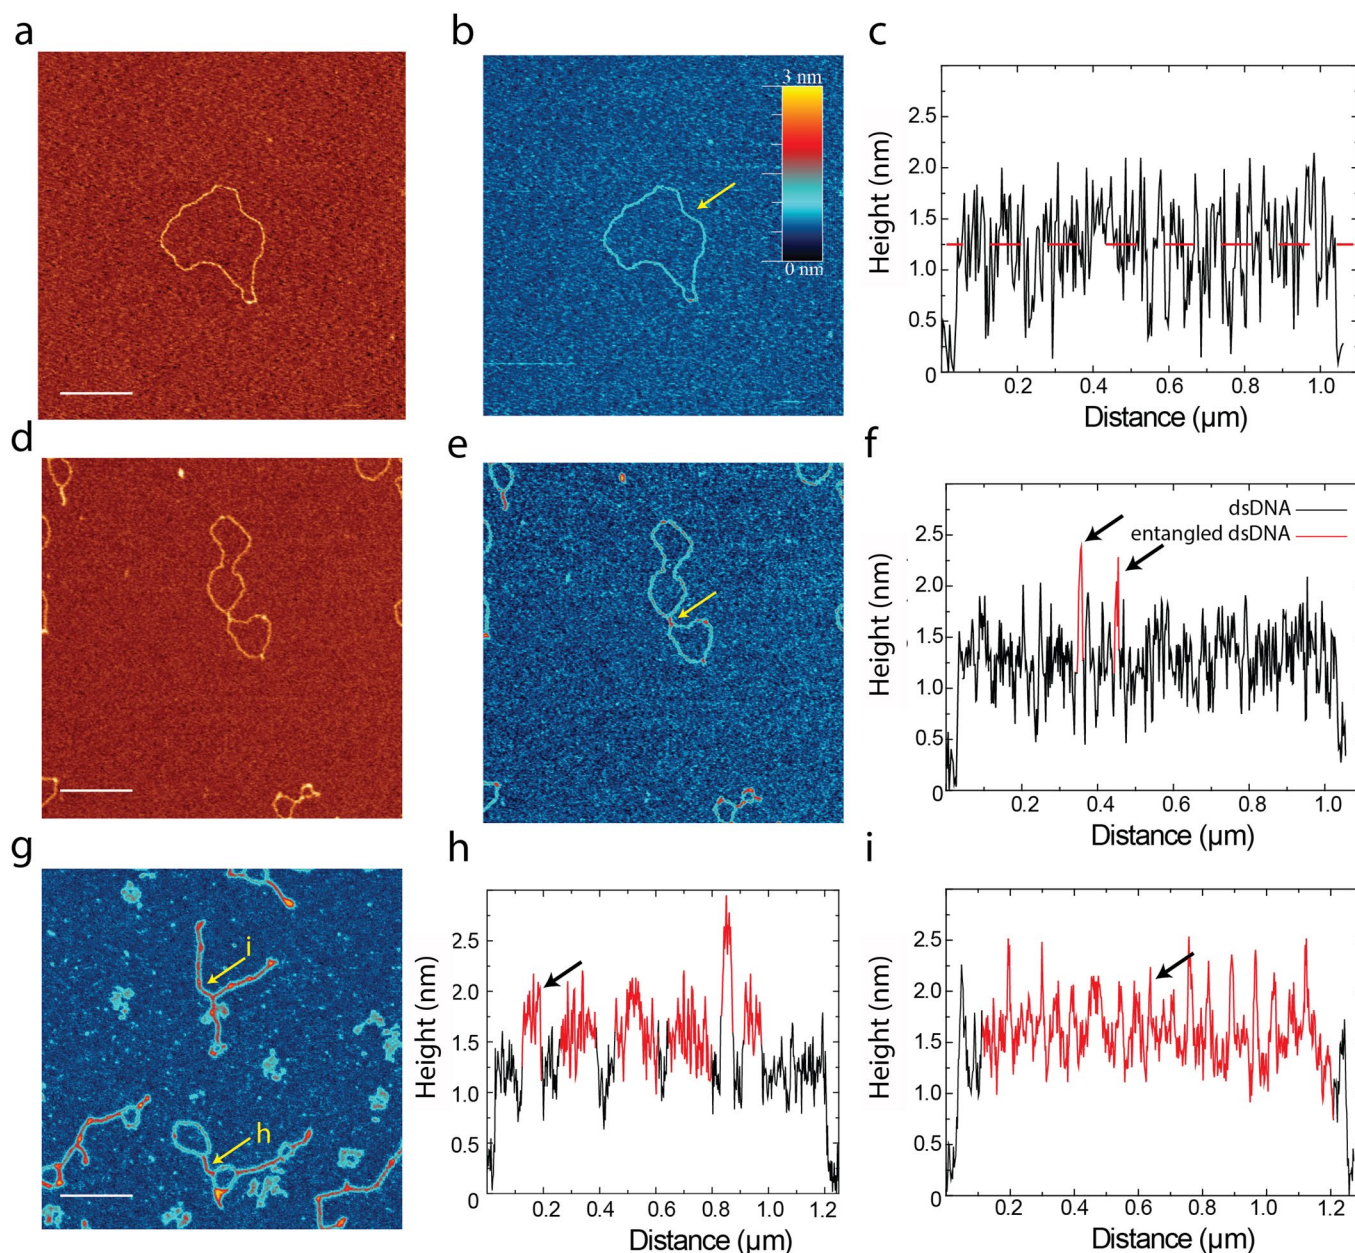 a
b
3 nm
0 nm
c
Height (nm)
2.5
2.0
1.5
1.0
0.5
0
0.2 0.4 0.6 0.8 1.0
Distance (µm)
d
e
f
dsDNA
entangled dsDNA
Height (nm)
2.5
2.0
1.5
1.0
0.5
0
0.2 0.4 0.6 0.8 1.0
Distance (µm)
g
i
h
h
Height (nm)
2.5
2.0
1.5
1.0
0.5
0
0.2 0.4 0.6 0.8 1.0 1.2
Distance (µm)
i
Height (nm)
2.5
2.0
1.5
1.0
0.5
0
0.2 0.4 0.6 0.8 1.0 1.2
Distance (µm)